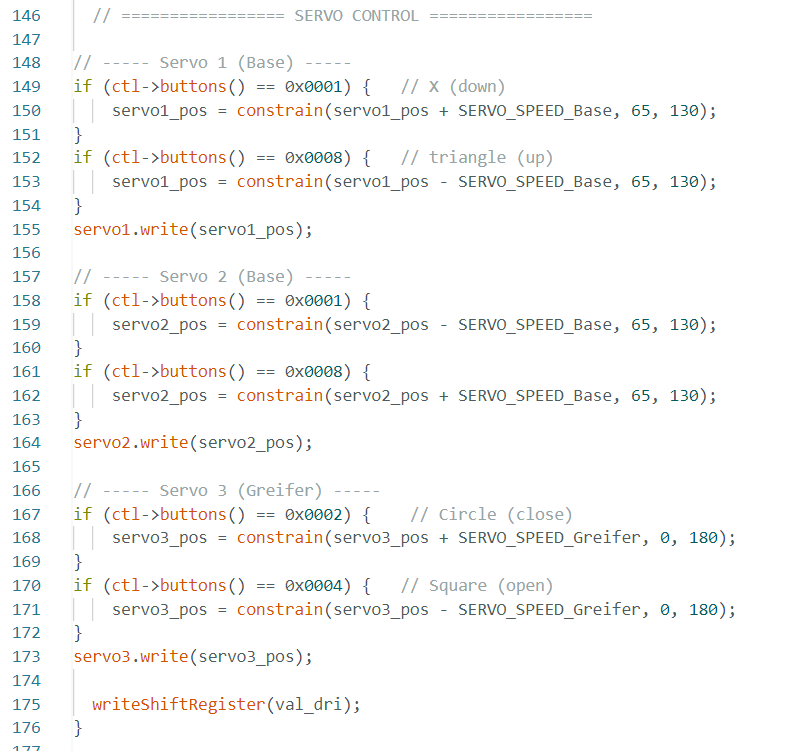 146 // ================= SERVO CONTROL =================
147
148 // ----- Servo 1 (Base) -----
149 if (ctl->buttons() == 0x0001) {   // X (down)
150     servo1_pos = constrain(servo1_pos + SERVO_SPEED_Base, 65, 130);
151 }
152 if (ctl->buttons() == 0x0008) {   // triangle (up)
153     servo1_pos = constrain(servo1_pos - SERVO_SPEED_Base, 65, 130);
154 }
155 servo1.write(servo1_pos);
156
157 // ----- Servo 2 (Base) -----
158 if (ctl->buttons() == 0x0001) {
159     servo2_pos = constrain(servo2_pos - SERVO_SPEED_Base, 65, 130);
160 }
161 if (ctl->buttons() == 0x0008) {
162     servo2_pos = constrain(servo2_pos + SERVO_SPEED_Base, 65, 130);
163 }
164 servo2.write(servo2_pos);
165
166 // ----- Servo 3 (Greifer) -----
167 if (ctl->buttons() == 0x0002) {    // Circle (close)
168     servo3_pos = constrain(servo3_pos + SERVO_SPEED_Greifer, 0, 180);
169 }
170 if (ctl->buttons() == 0x0004) {   // Square (open)
171     servo3_pos = constrain(servo3_pos - SERVO_SPEED_Greifer, 0, 180);
172 }
173 servo3.write(servo3_pos);
174
175   writeShiftRegister(val_dri);
176 }
177